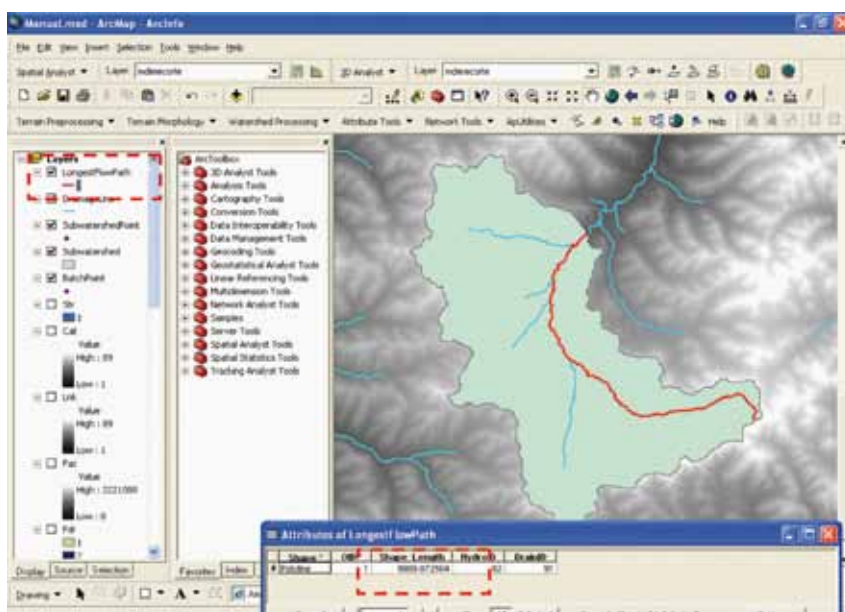 Manual.mxd - ArcMap - ArcInfo
File Edit View Insert Selection Tools Window Help
Spatial Analyst Layer: 3D Analyst Layer:
Terrain Preprocessing Terrain Morphology Watershed Processing Attribute Tools Network Tools ApUtilities Help
Layers
LongestFlowPath
DrainageLine
SubwatershedPoint
Subwatershed
BatchPoint
Str
1
Cat
Value
High : 89
Low : 1
Lnk
Value
High : 89
Low : 1
Fac
Value
Low : 0
1
Display Source Selection
ArcToolbox
3D Analyst Tools
Analysis Tools
Cartography Tools
Conversion Tools
Data Interoperability Tools
Data Management Tools
Geocoding Tools
Geostatistical Analyst Tools
Linear Referencing Tools
Multidimension Tools
Network Analyst Tools
Samples
Server Tools
Spatial Analyst Tools
Spatial Statistics Tools
Tracking Analyst Tools
Favorites Index
Attributes of LongestFlowPath
Shape * Shape_Length HydroID DrainID
Polyline 1
Drawing A